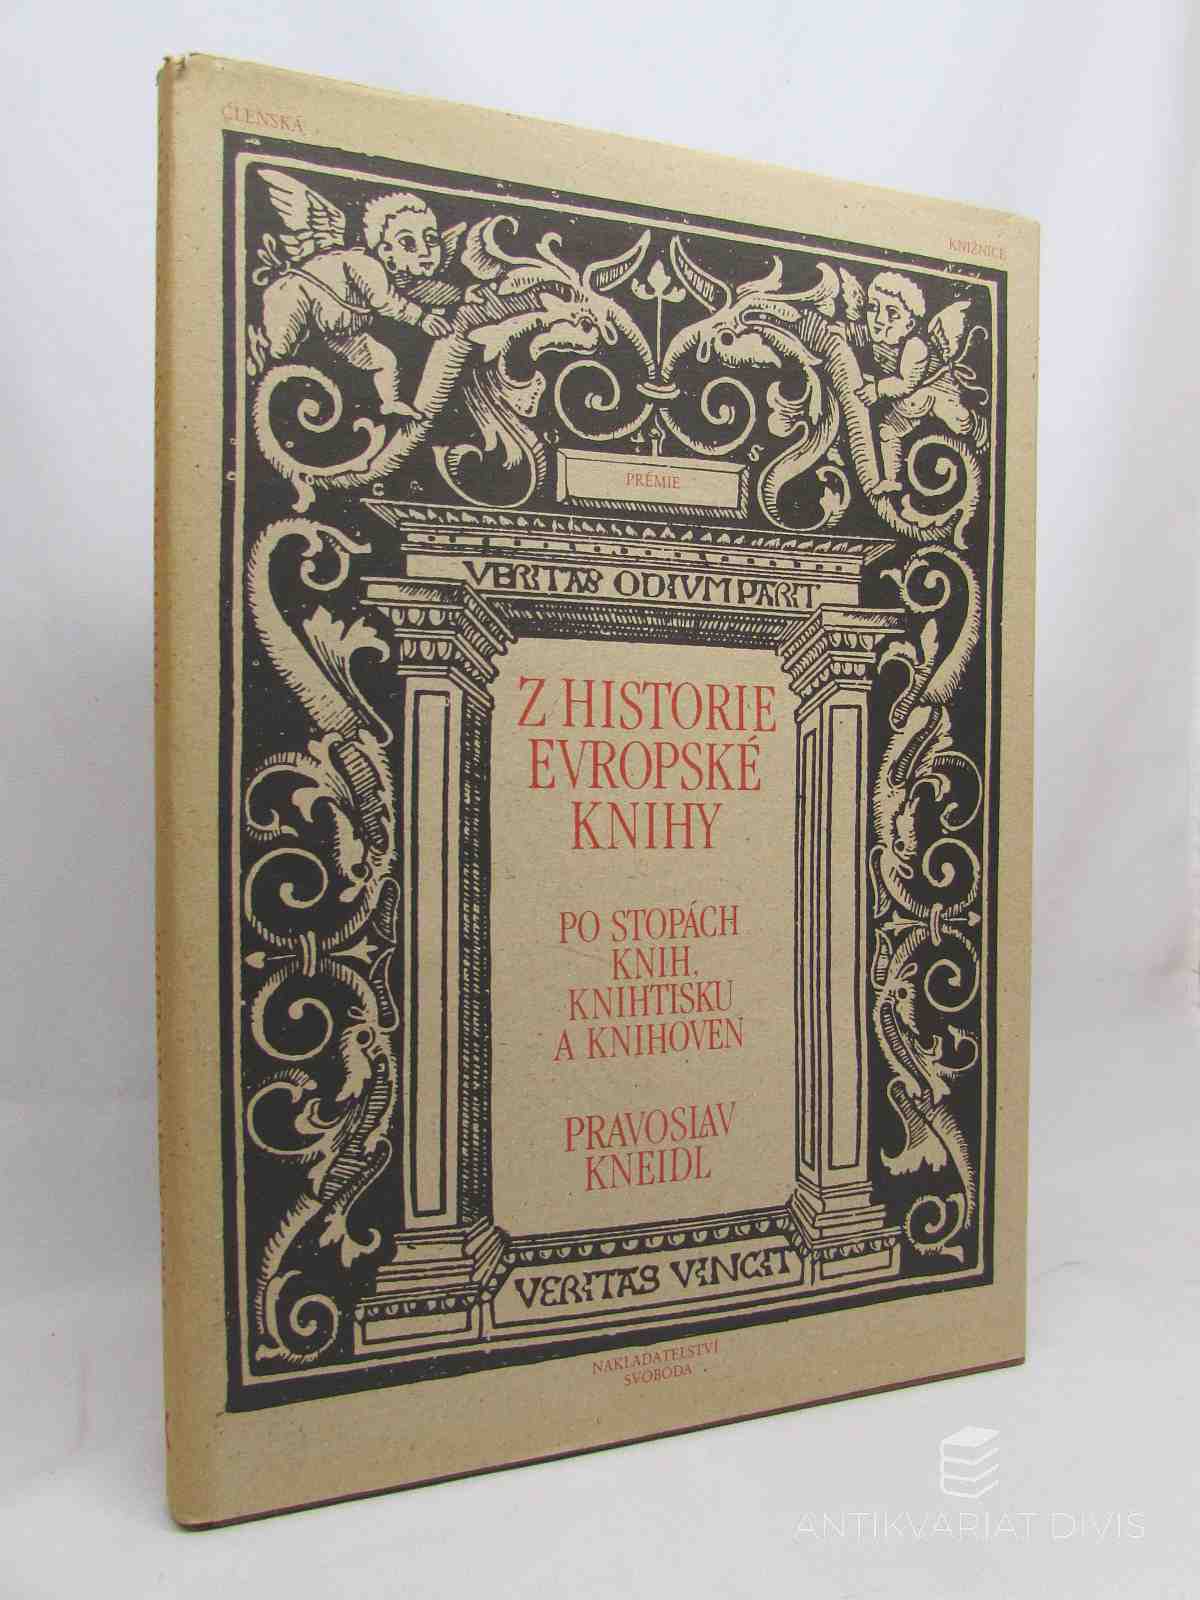 ČLENSKÁ
KNIŽNICE
PRÉMIE
VERITAS ODIVM PARIT
Z HISTORIE
EVROPSKÉ
KNIHY
PO STOPÁCH
KNIH,
KNIHTISKU
A KNIHOVEN
PRAVOSLAV
KNEIDL
VERITAS VINCIT
NAKLADATELSTVÍ
SVOBODA
ANTIKVARIAT DIVIS